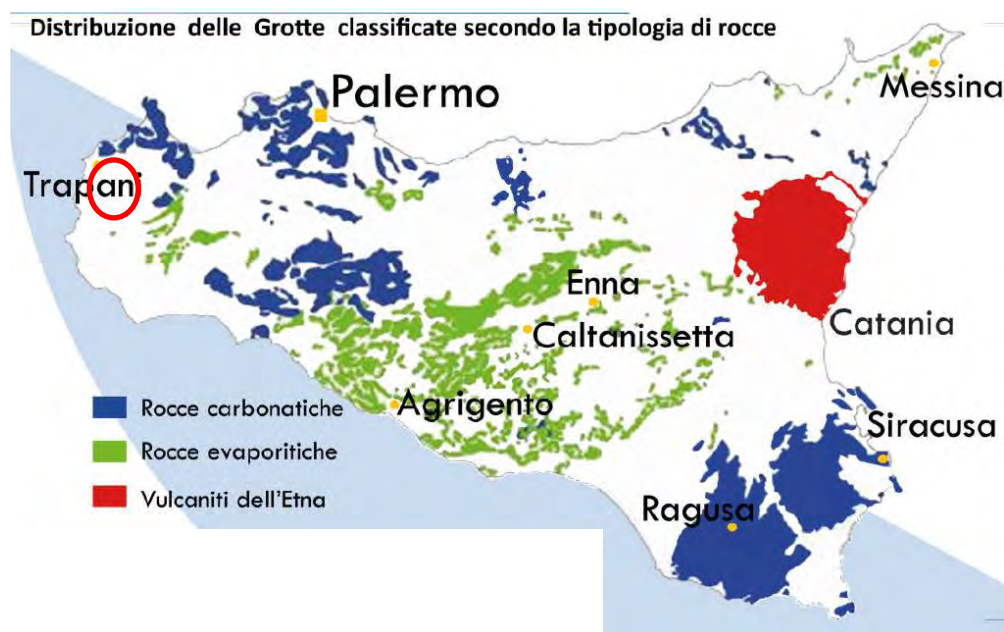 Distribuzione delle Grotte classificate secondo la tipologia di rocce
Palermo
Messina
Trapani
Enna
Caltanissetta
Catania
Agrigento
Siracusa
Ragusa
Rocce carbonatiche
Rocce evaporitiche
Vulcaniti dell'Etna